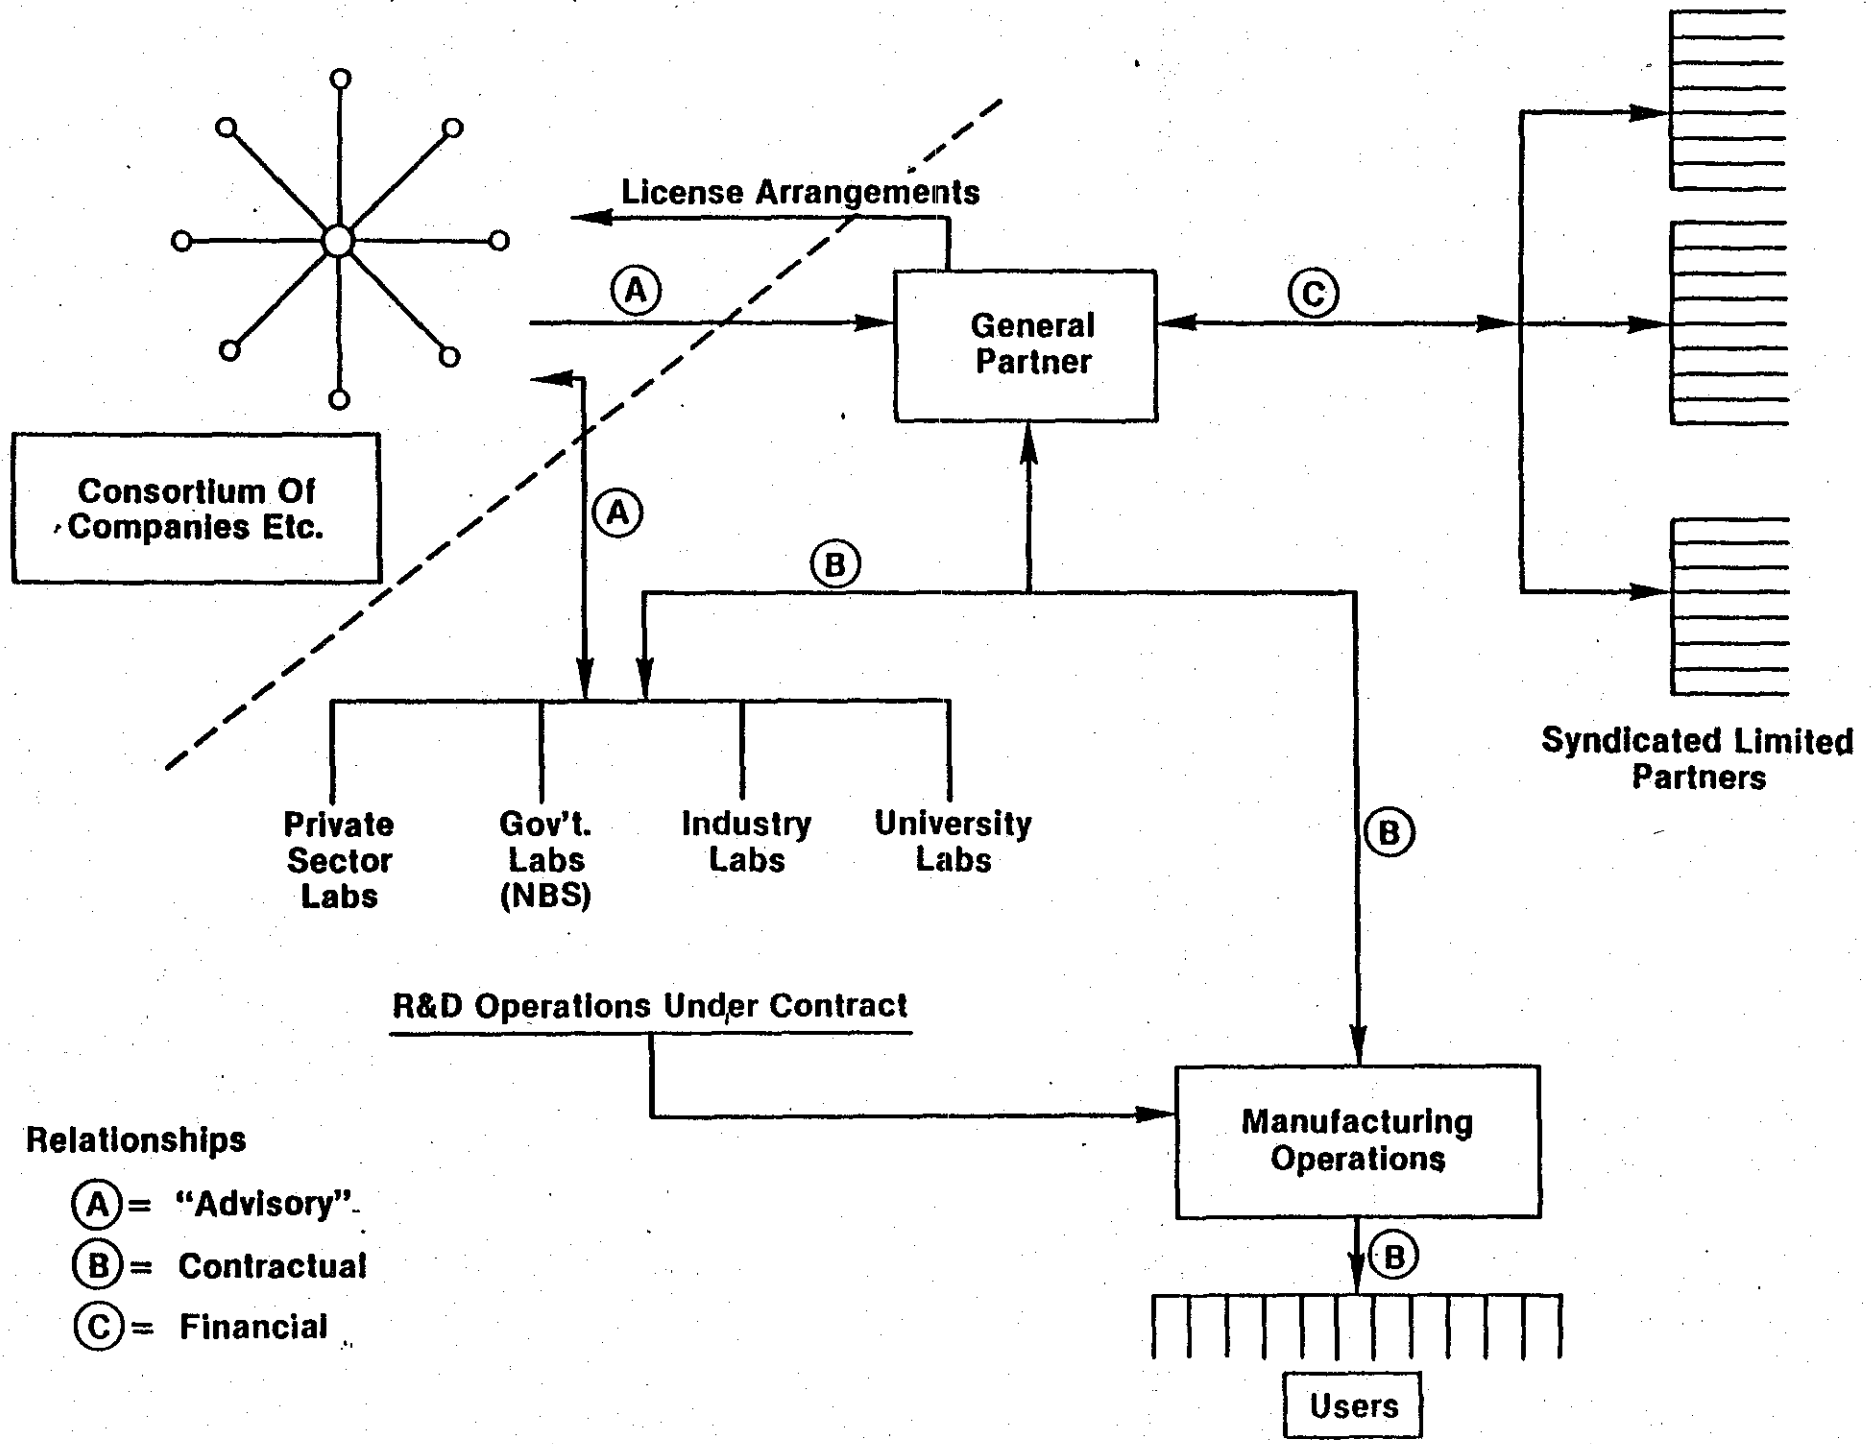 License Arrangements
A
General
Partner
C
Consortium Of
Companies Etc.
A
B
Syndicated Limited
Partners
Private
Sector
Labs
Gov't.
Labs
(NBS)
Industry
Labs
University
Labs
B
R&D Operations Under Contract
Manufacturing
Operations
B
Users
Relationships
A = "Advisory"
B = Contractual
C = Financial